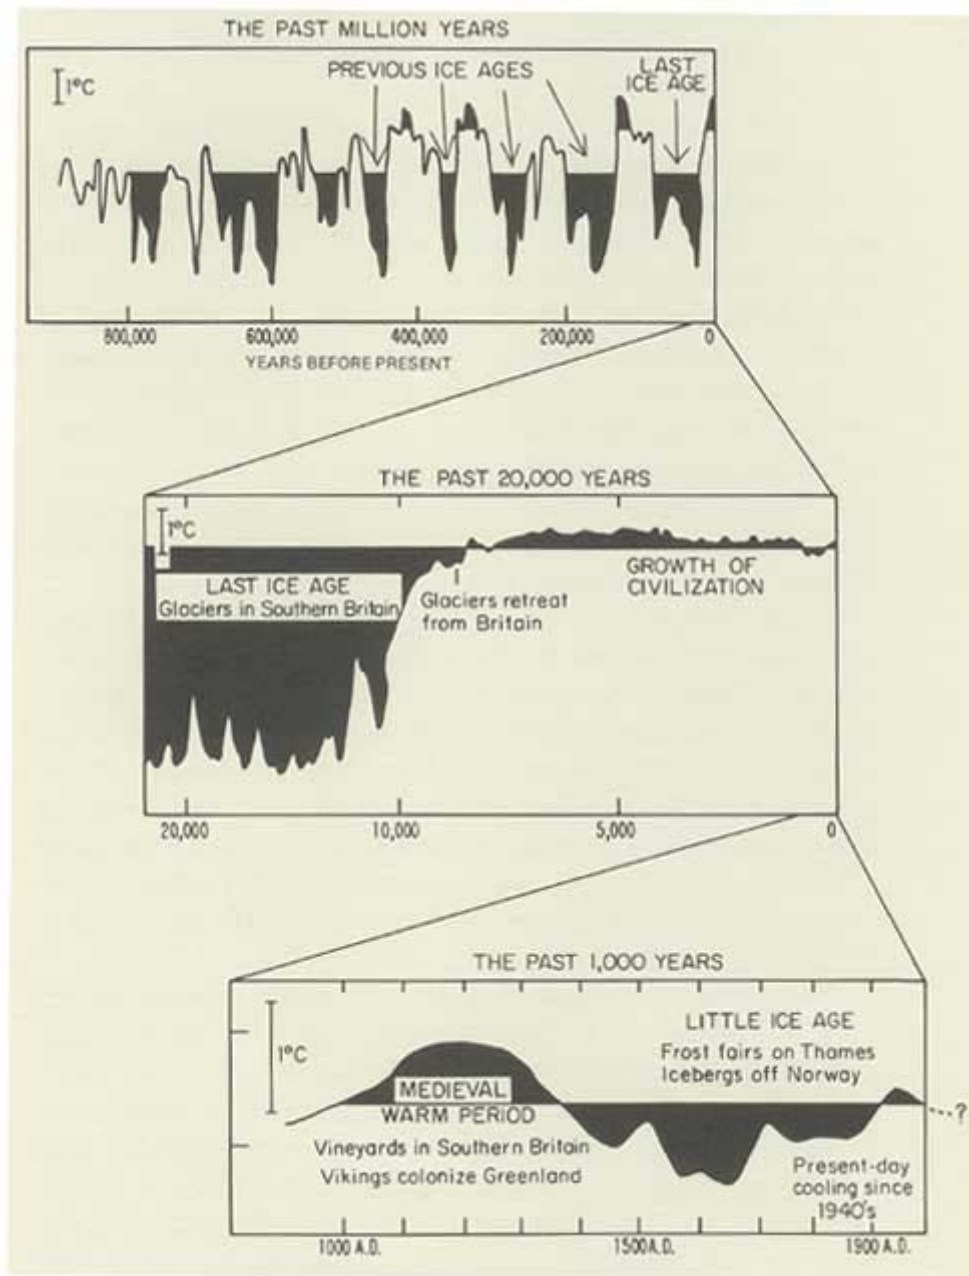 THE PAST MILLION YEARS
1°C
PREVIOUS ICE AGES
LAST
ICE AGE
800,000
600,000
400,000
200,000
0
YEARS BEFORE PRESENT
THE PAST 20,000 YEARS
1°C
LAST ICE AGE
Glaciers in Southern Britain
Glaciers retreat
from Britain
GROWTH OF
CIVILIZATION
20,000
10,000
5,000
0
THE PAST 1,000 YEARS
1°C
LITTLE ICE AGE
Frost fairs on Thames
Icebergs off Norway
MEDIEVAL
WARM PERIOD
Vineyards in Southern Britain
Vikings colonize Greenland
?
Present-day
cooling since
1940's
1000 A.D.
1500 A.D.
1900 A.D.